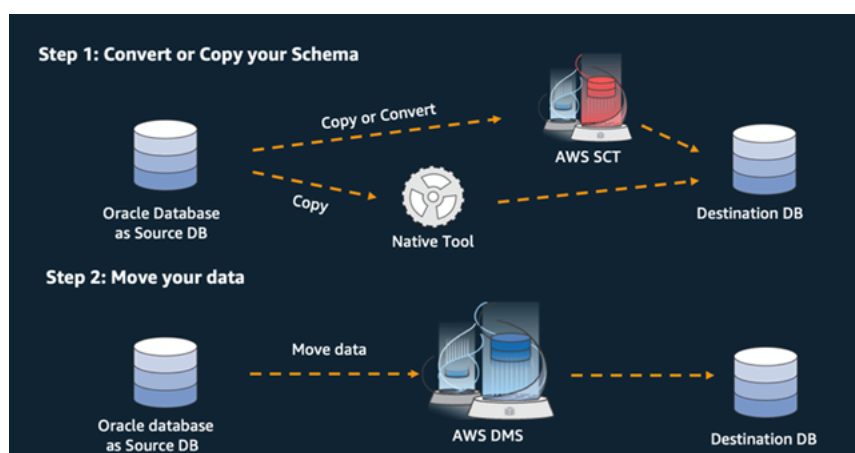 Step 1: Convert or Copy your Schema
Copy or Convert
AWS SCT
Oracle Database
as Source DB
Copy
Native Tool
Destination DB
Step 2: Move your data
Move data
Oracle database
as Source DB
AWS DMS
Destination DB